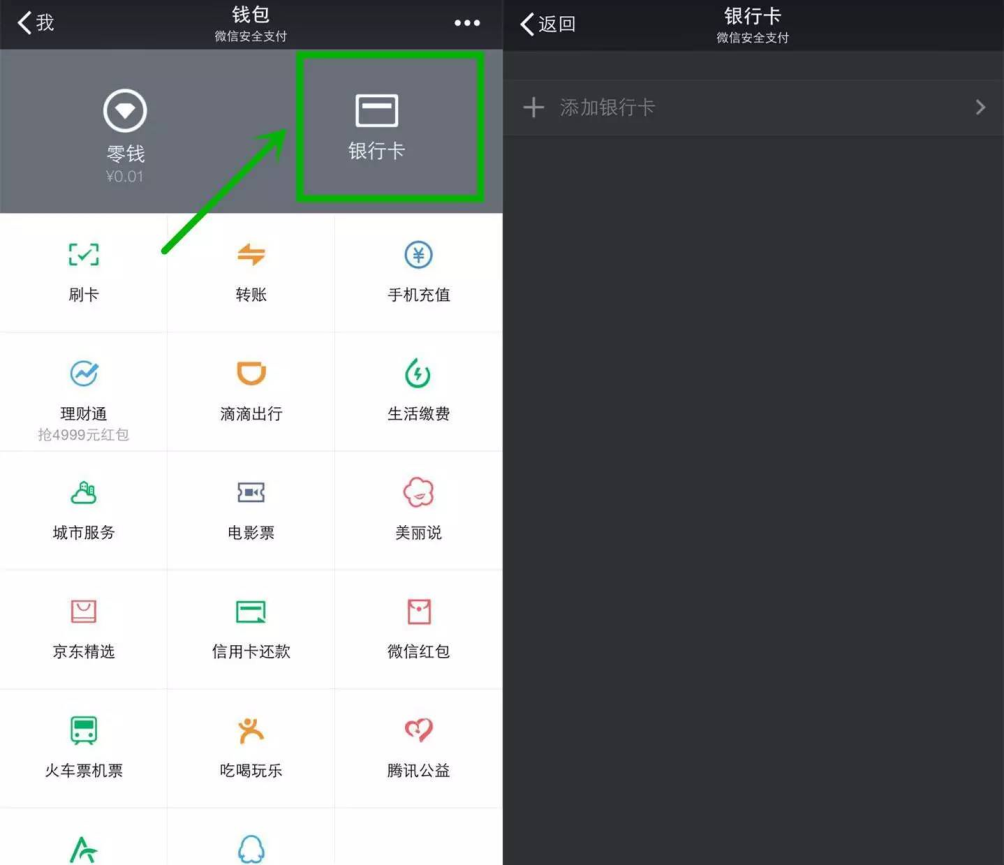 我
钱包
微信安全支付
零钱
¥0.01
银行卡
刷卡
转账
手机充值
理财通
抢4999元红包
滴滴出行
生活缴费
城市服务
电影票
美丽说
京东精选
信用卡还款
微信红包
火车票机票
吃喝玩乐
腾讯公益
返回
银行卡
微信安全支付
添加银行卡